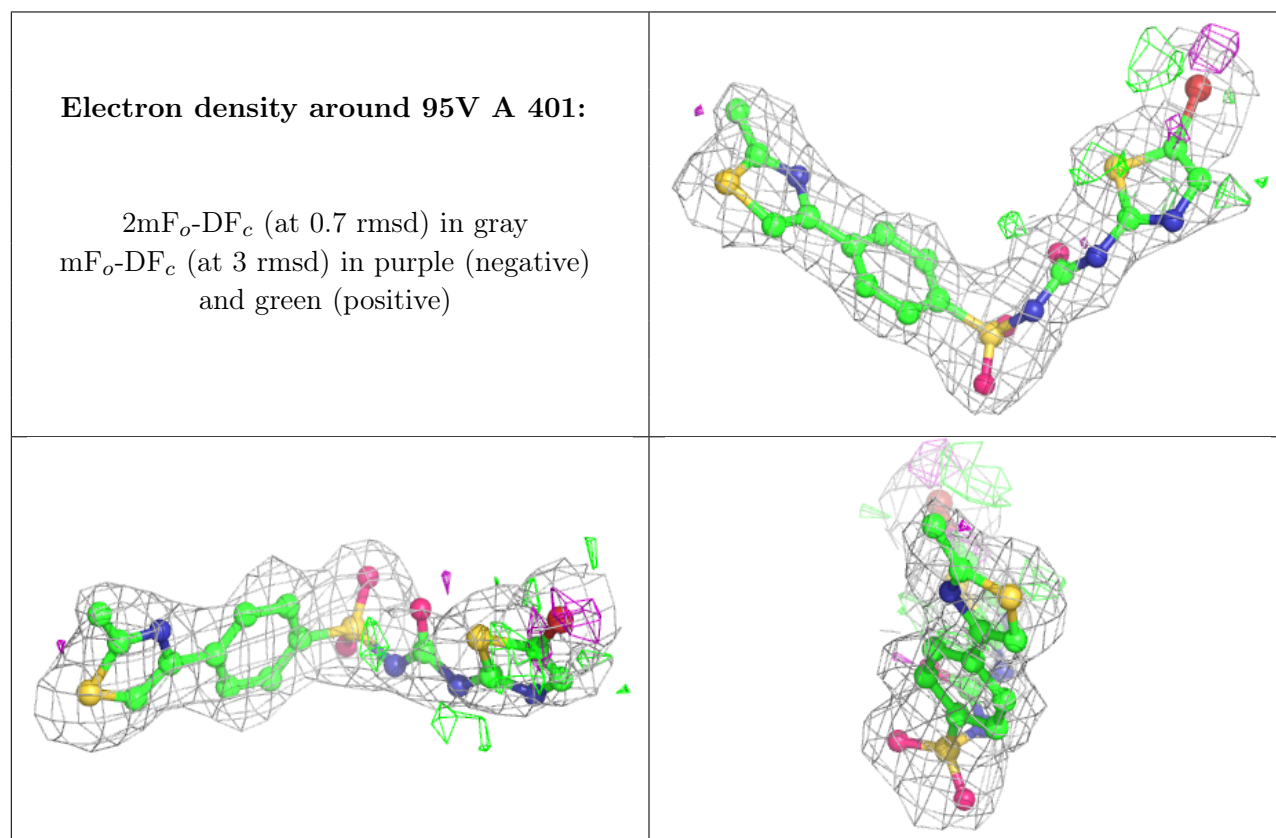 Electron density around 95V A 401:
2mFo-DFc (at 0.7 rmsd) in gray
mFo-DFc (at 3 rmsd) in purple (negative)
and green (positive)